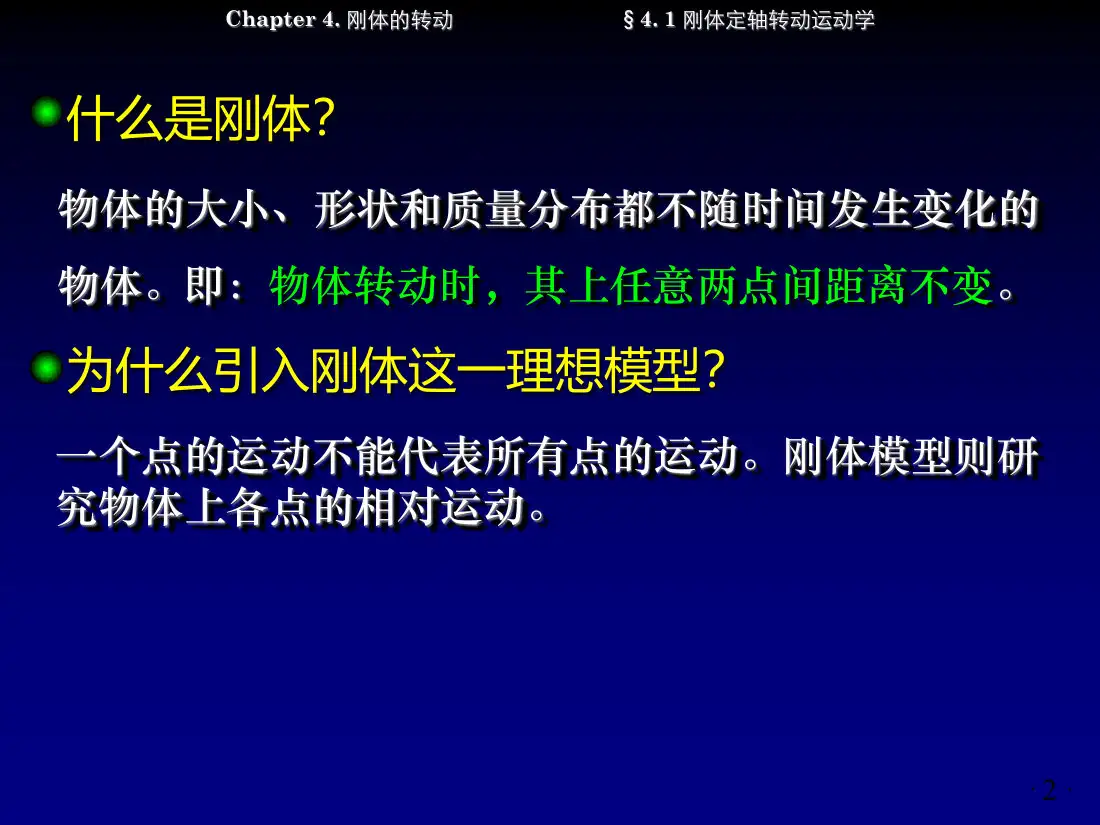 Chapter 4. 刚体的转动 §4. 1 刚体定轴转动运动学
什么是刚体?
物体的大小、形状和质量分布都不随时间发生变化的
物体。即：物体转动时，其上任意两点间距离不变。
为什么引入刚体这一理想模型?
一个点的运动不能代表所有点的运动。刚体模型则研
究物体上各点的相对运动。
· 2 ·